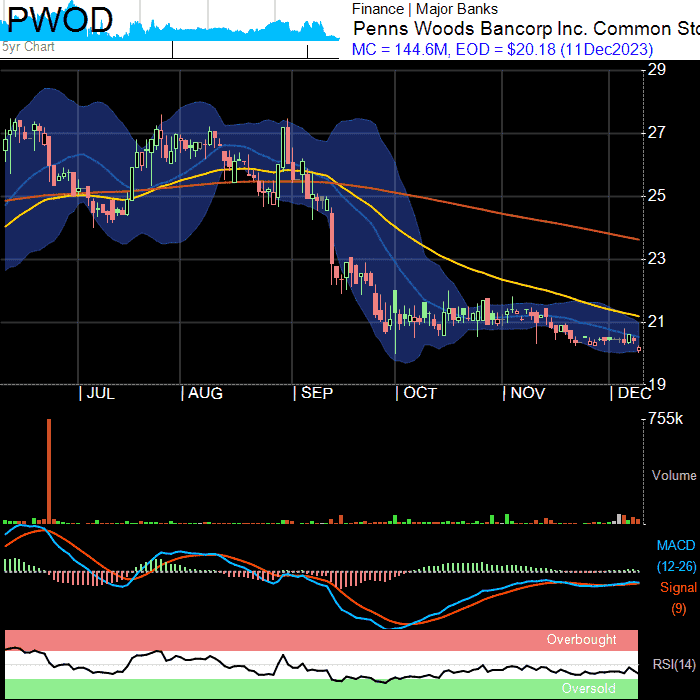 PWOD
Finance | Major Banks
Penns Woods Bancorp Inc. Common Sto
5yr Chart
MC = 144.6M, EOD = $20.18 (11Dec2023)
29
27
25
23
21
19
JUL | AUG | SEP | OCT | NOV | DEC
755k
Volume
MACD
(12-26)
Signal
(9)
Overbought
RSI(14)
Oversold